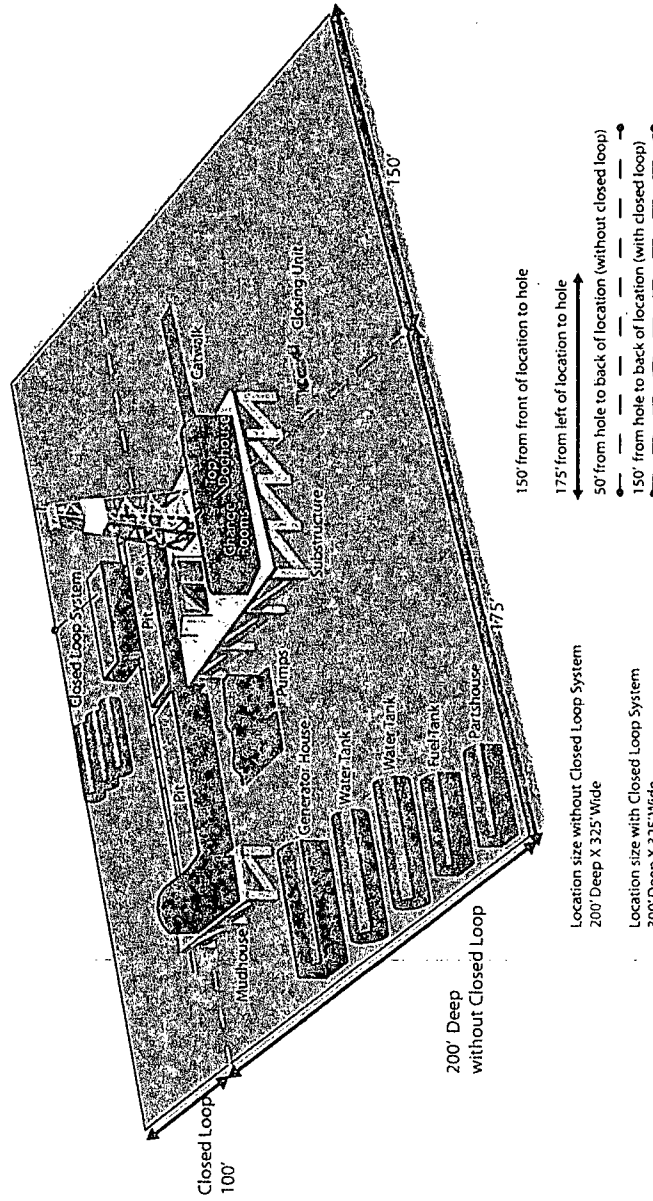 Closed Loop
100'
200' Deep
without Closed Loop
Closed Loop System
Pit
Pit
Mudhouse
Generator House
Water Tank
Water Tank
Fuel Tank
Partshouse
Pumps
Change
Rooms
Top
Doghouse
Substructure
Catwalk
Closing Unit
175'
150'
Location size without Closed Loop System
200' Deep X 325' Wide
Location size with Closed Loop System
300' Deep X 325' Wide
150' from front of location to hole
175' from left of location to hole
50' from hole to back of location (without closed loop)
150' from hole to back of location (with closed loop)